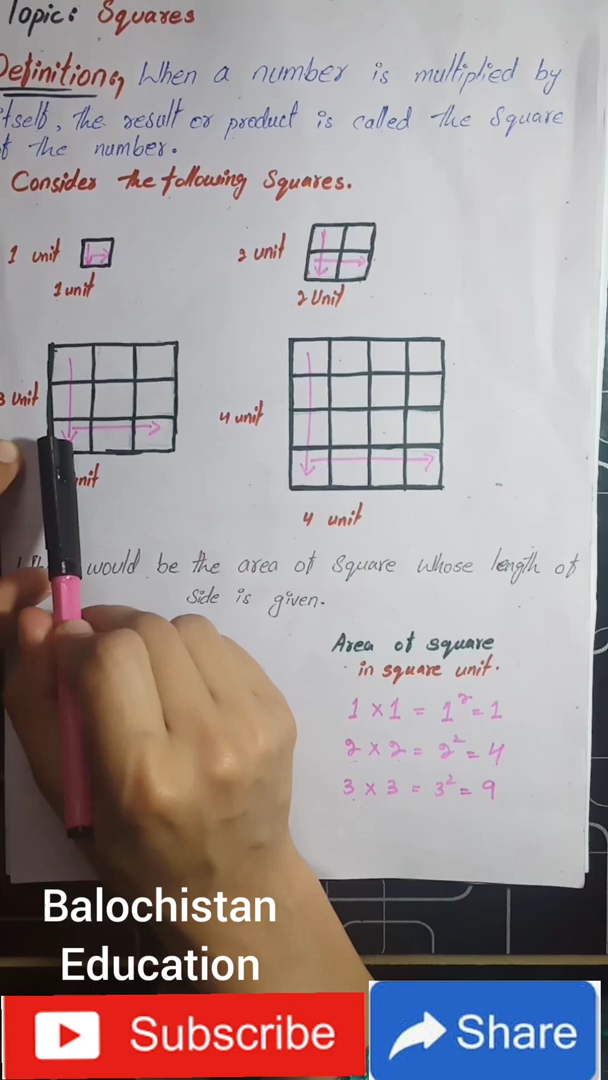 Topic: Squares
Definition, When a number is multiplied by
itself, the result or product is called the square
of the number.
Consider the following Squares.
1 unit
1 unit
2 unit
2 Unit
3 unit
unit
4 unit
4 unit
would be the area of square whose length of
side is given.
Area of square
in square unit.
1 × 1 = 1² = 1
2 × 2 = 2² = 4
3 × 3 = 3² = 9
Balochistan
Education
Subscribe
Share